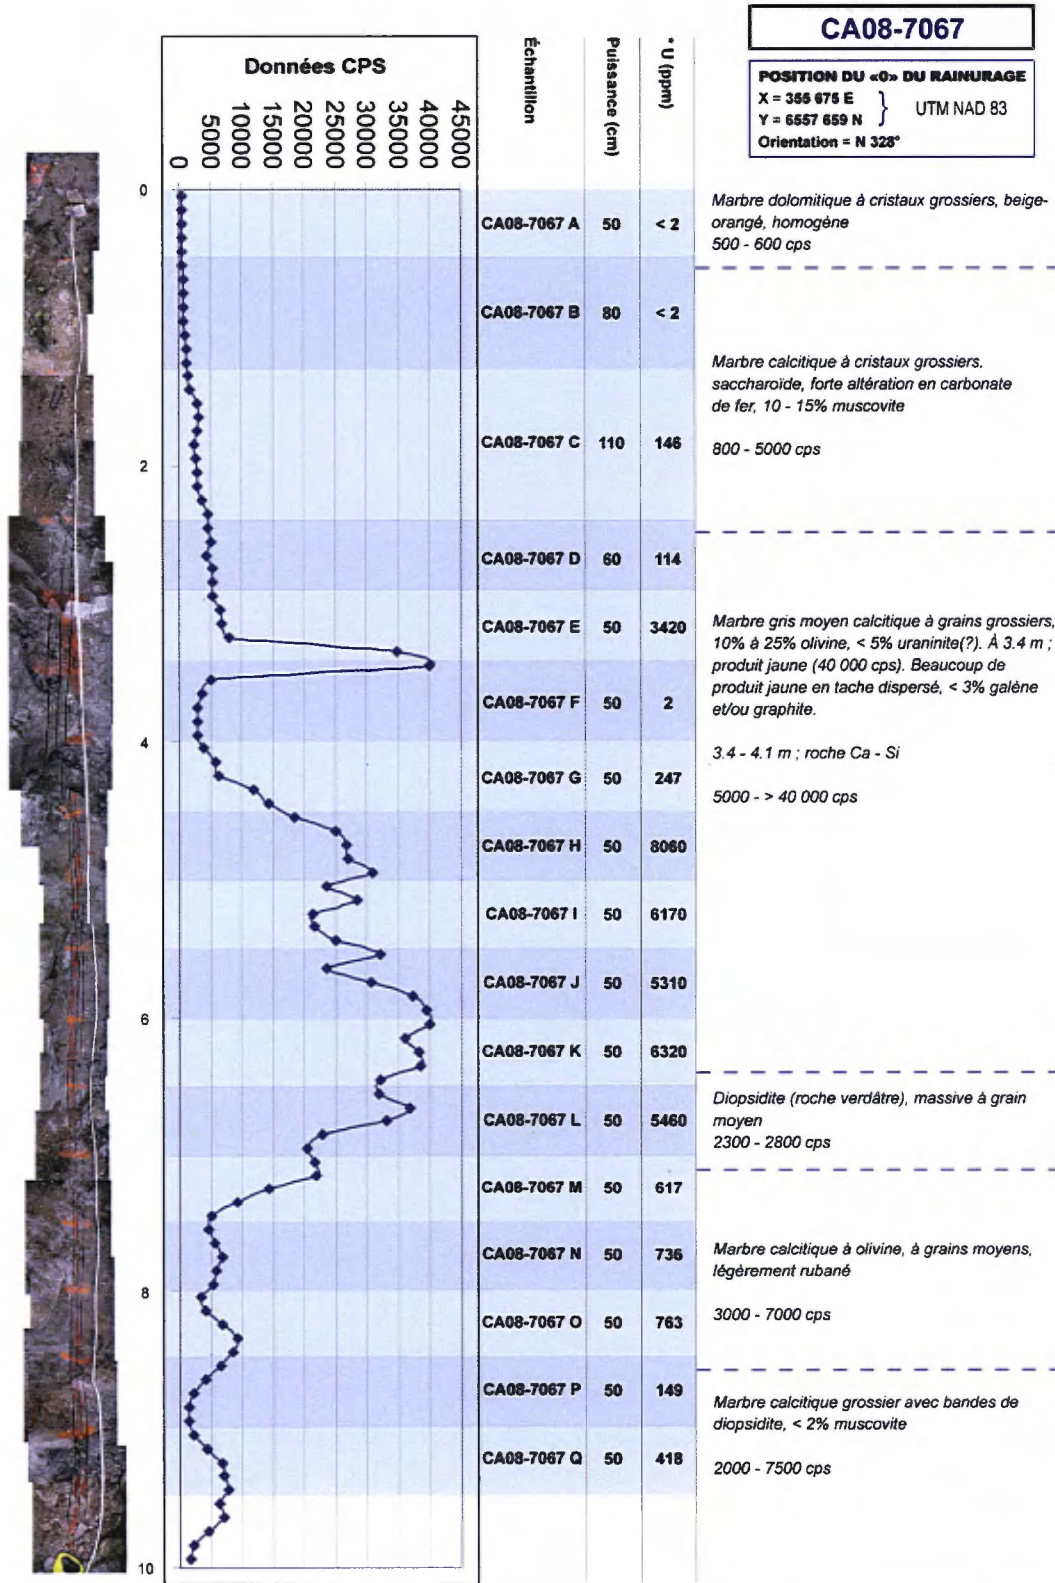 CA08-7067
POSITION DU «0» DU RAINURAGE
X = 355 675 E
Y = 6557 659 N
} UTM NAD 83
Orientation = N 328°
Données CPS
0 5000 10000 15000 20000 25000 30000 35000 40000 45000
Échantillon Puissance (cm) * U (ppm)
0
2
4
6
8
10
CA08-7067 A 50 < 2
CA08-7067 B 80 < 2
CA08-7067 C 110 146
CA08-7067 D 60 114
CA08-7067 E 50 3420
CA08-7067 F 50 2
CA08-7067 G 50 247
CA08-7067 H 50 8060
CA08-7067 I 50 6170
CA08-7067 J 50 5310
CA08-7067 K 50 6320
CA08-7067 L 50 5460
CA08-7067 M 50 617
CA08-7067 N 50 736
CA08-7067 O 50 763
CA08-7067 P 50 149
CA08-7067 Q 50 418
Marbre dolomitique à cristaux grossiers, beige-
orangé, homogène
500 - 600 cps
Marbre calcitique à cristaux grossiers,
saccharoïde, forte altération en carbonate
de fer, 10 - 15% muscovite
800 - 5000 cps
Marbre gris moyen calcitique à grains grossiers,
10% à 25% olivine, < 5% uraninite(?). À 3.4 m ;
produit jaune (40 000 cps). Beaucoup de
produit jaune en tache dispersé, < 3% galène
et/ou graphite.
3.4 - 4.1 m ; roche Ca - Si
5000 - > 40 000 cps
Diopsidite (roche verdâtre), massive à grain
moyen
2300 - 2800 cps
Marbre calcitique à olivine, à grains moyens,
légèrement rubané
3000 - 7000 cps
Marbre calcitique grossier avec bandes de
diopsidite, < 2% muscovite
2000 - 7500 cps